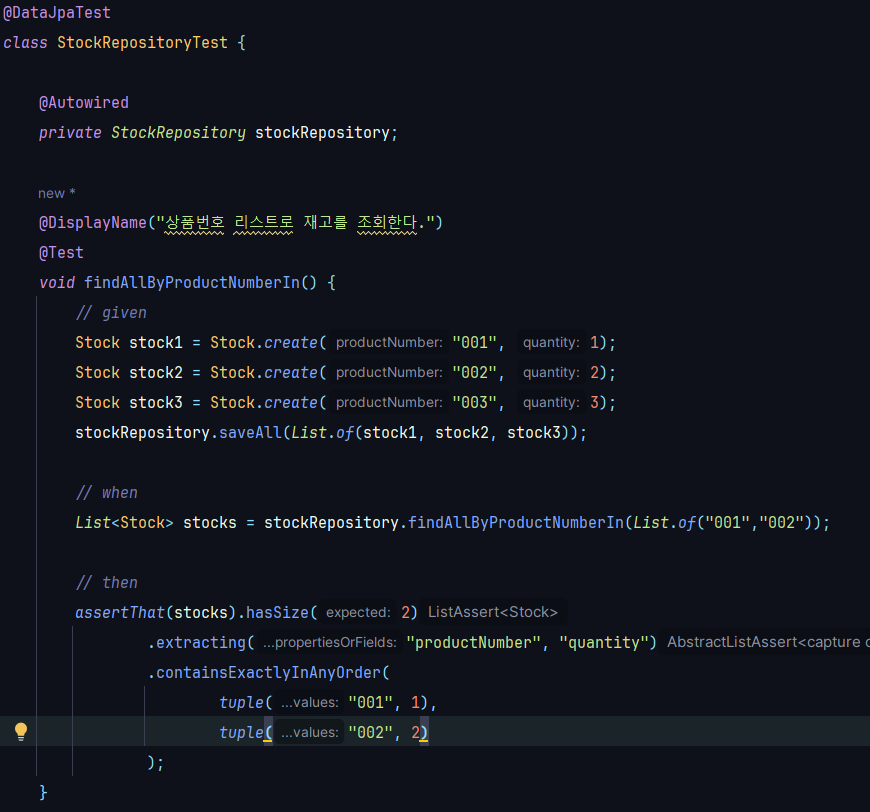 @DataJpaTest
class StockRepositoryTest {
@Autowired
private StockRepository stockRepository;
new *
@DisplayName("상품번호 리스트로 재고를 조회한다.")
@Test
void findAllByProductNumberIn() {
// given
Stock stock1 = Stock.create( productNumber: "001", quantity: 1);
Stock stock2 = Stock.create( productNumber: "002", quantity: 2);
Stock stock3 = Stock.create( productNumber: "003", quantity: 3);
stockRepository.saveAll(List.of(stock1, stock2, stock3));
// when
List<Stock> stocks = stockRepository.findAllByProductNumberIn(List.of("001","002"));
// then
assertThat(stocks).hasSize( expected: 2) ListAssert<Stock>
.extracting( ...propertiesOrFields: "productNumber", "quantity") AbstractListAssert<capture
.containsExactlyInAnyOrder(
tuple( ...values: "001", 1),
tuple( ...values: "002", 2)
);
}